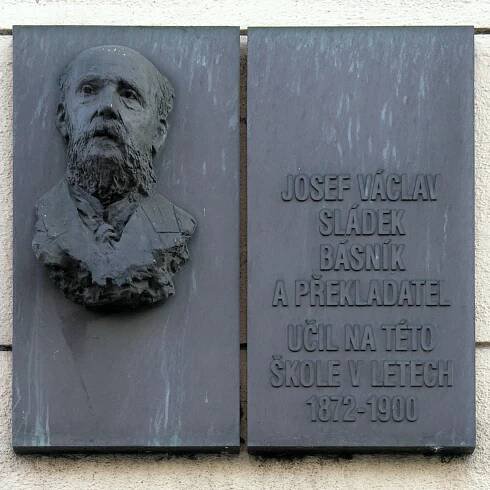 JOSEF VÁCLAV
SLÁDEK
BÁSNÍK
A PŘEKLADATEL
UČIL NA TÉTO
ŠKOLE V LETECH
1872-1900